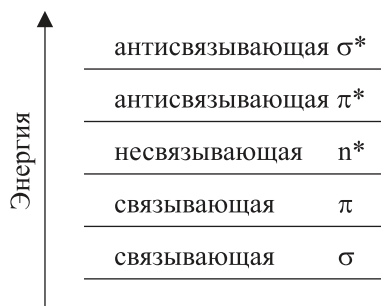 антисвязывающая σ*
антисвязывающая π*
несвязывающая n*
связывающая π
связывающая σ
Энергия